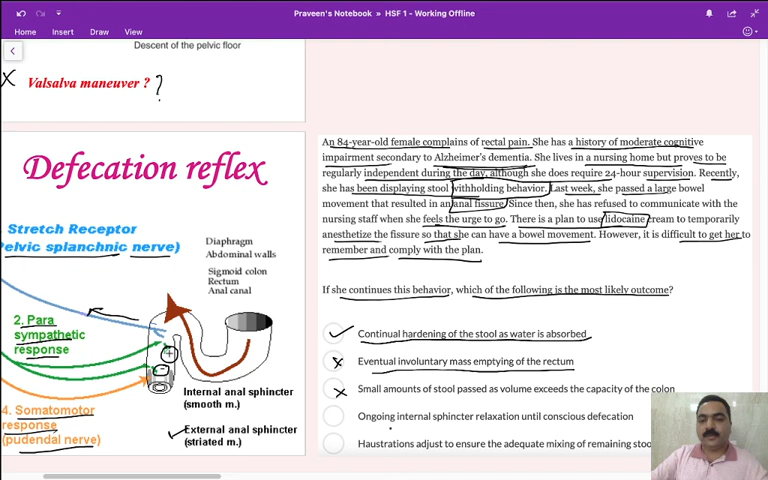 Praveen's Notebook » HSF 1 - Working Offline
Home Insert Draw View
Descent of the pelvic floor
X Valsalva maneuver ? ?
Defecation reflex
Stretch Receptor
elvic splanchnic nerve)
Diaphragm
Abdominal walls
Sigmoid colon
Rectum
Anal canal
2. Para
sympathetic
response
+
-
Internal anal sphincter
(smooth m.)
4. Somatomotor
response
(pudendal nerve)
External anal sphincter
(striated m.)
An 84-year-old female complains of rectal pain. She has a history of moderate cognitive
impairment secondary to Alzheimer's dementia. She lives in a nursing home but proves to be
regularly independent during the day, although she does require 24-hour supervision. Recently,
she has been displaying stool withholding behavior. Last week, she passed a large bowel
movement that resulted in an anal fissure. Since then, she has refused to communicate with the
nursing staff when she feels the urge to go. There is a plan to use lidocaine cream to temporarily
anesthetize the fissure so that she can have a bowel movement. However, it is difficult to get her to
remember and comply with the plan.
If she continues this behavior, which of the following is the most likely outcome?
Continual hardening of the stool as water is absorbed
Eventual involuntary mass emptying of the rectum
Small amounts of stool passed as volume exceeds the capacity of the colon
Ongoing internal sphincter relaxation until conscious defecation
Haustrations adjust to ensure the adequate mixing of remaining stoo